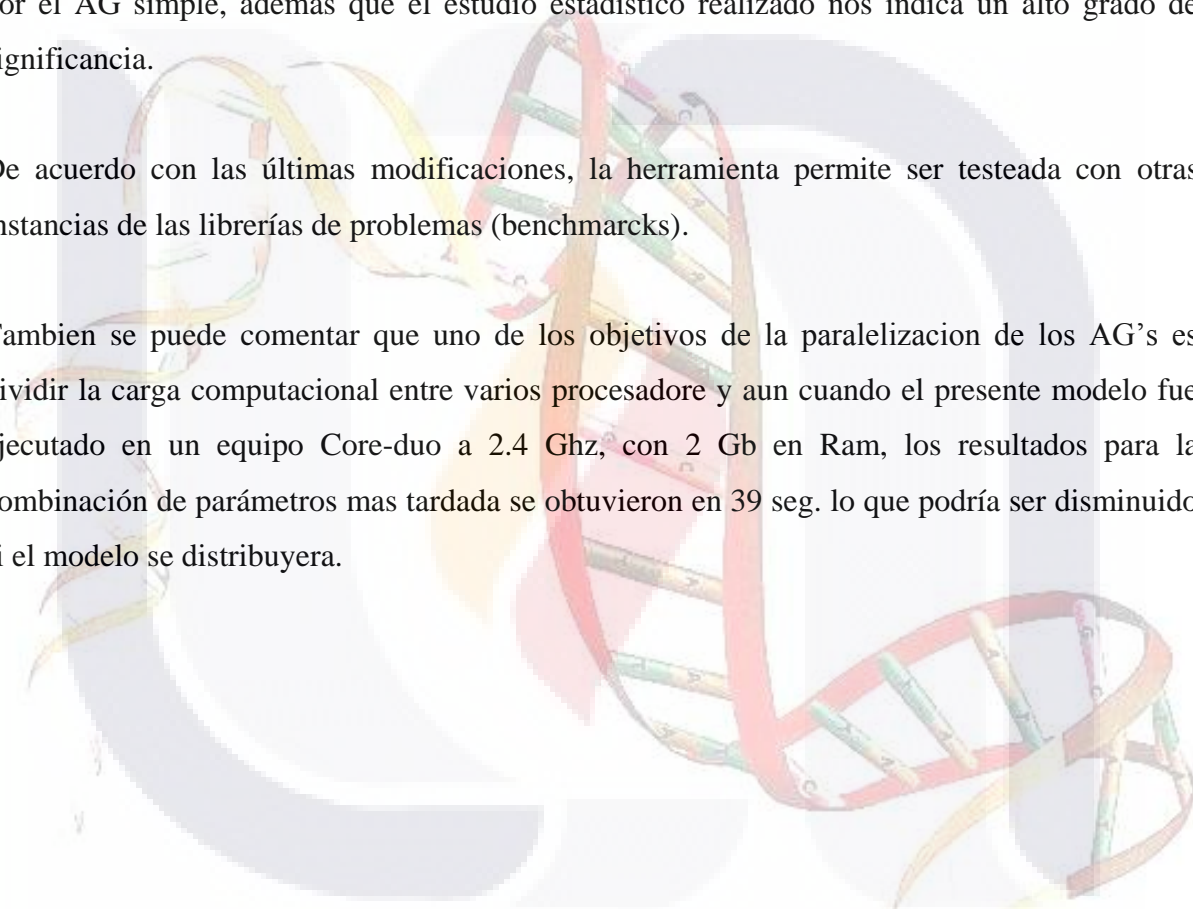 or el AG simple, además que el estudio estadístico realizado nos indica un alto grado de
ignificancia.
De acuerdo con las últimas modificaciones, la herramienta permite ser testeada con otras
nstancias de las librerías de problemas (benchmarcks).
Tambien se puede comentar que uno de los objetivos de la paralelizacion de los AG’s es
ividir la carga computacional entre varios procesadore y aun cuando el presente modelo fue
jecutado en un equipo Core-duo a 2.4 Ghz, con 2 Gb en Ram, los resultados para la
ombinación de parámetros mas tardada se obtuvieron en 39 seg. lo que podría ser disminuido
i el modelo se distribuyera.